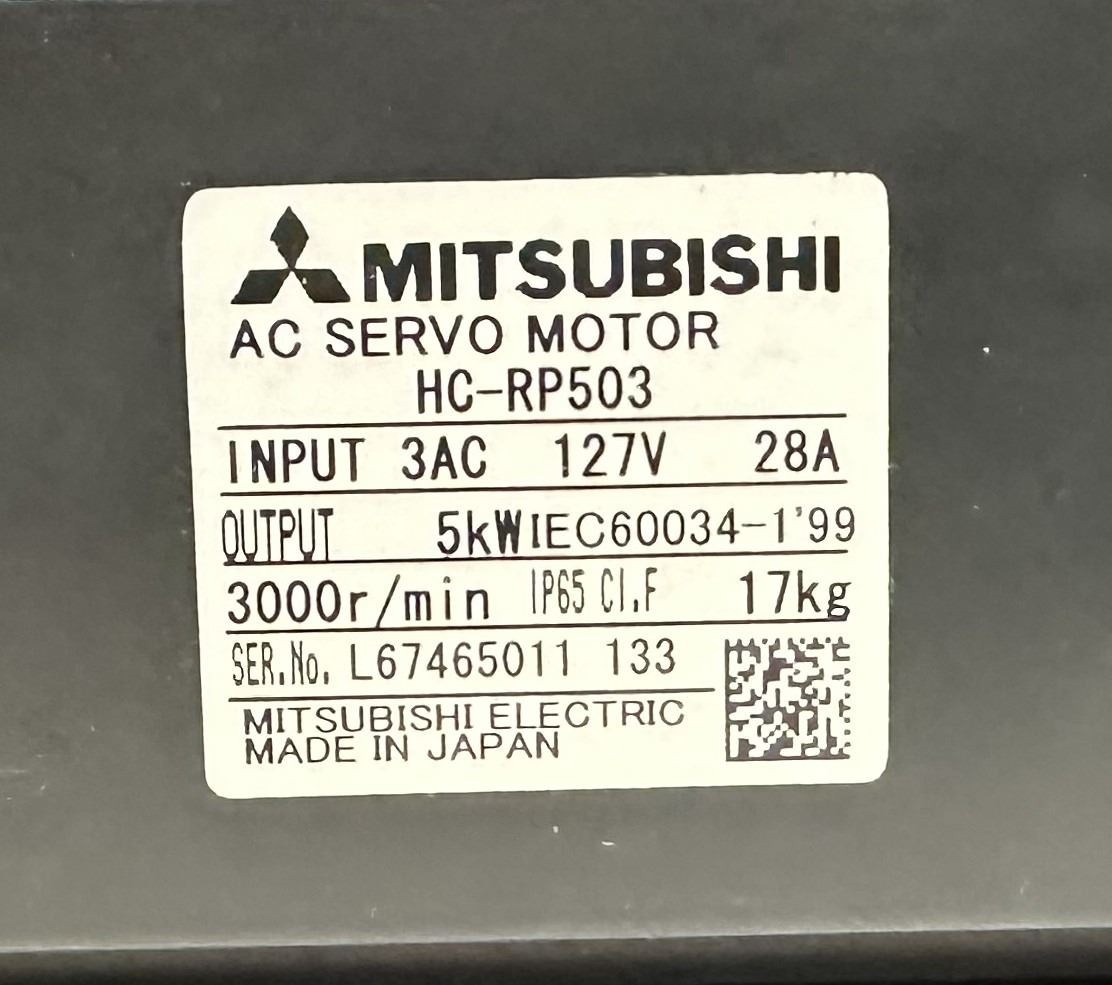 MITSUBISHI
AC SERVO MOTOR
HC-RP503
INPUT 3AC 127V 28A
OUTPUT 5kW IEC60034-1'99
3000r/min IP65 CI.F 17kg
SER.No. L67465011 133
MITSUBISHI ELECTRIC
MADE IN JAPAN